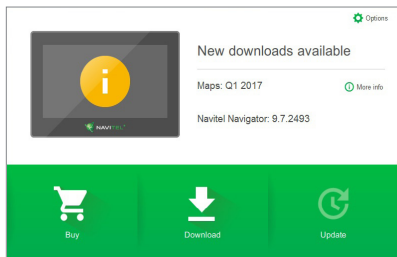 Options
New downloads available
Maps: Q1 2017
More info
Navitel Navigator: 9.7.2493
NAVITEL
Buy
Download
Update